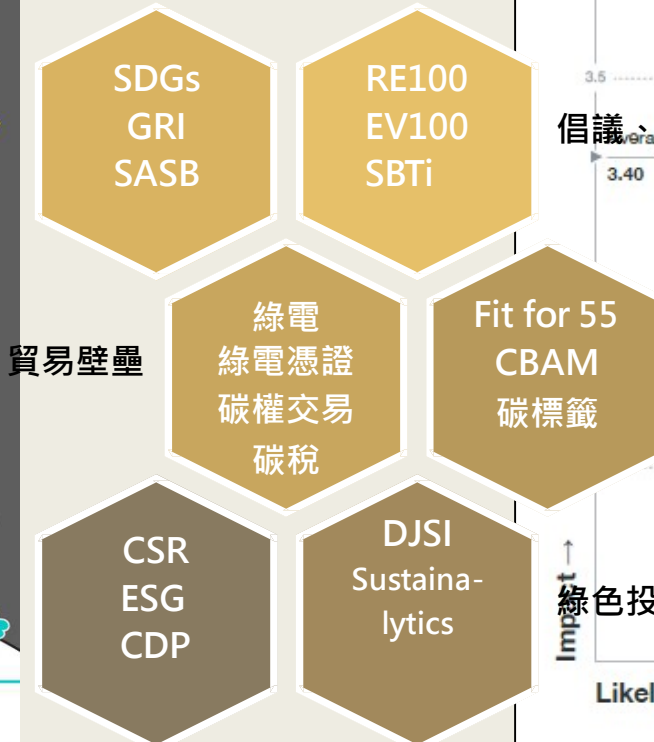 SDGs
GRI
SASB
RE100
EV100
SBTi
3.5
倡議、
3.40
貿易壁壘
綠電
綠電憑證
碳權交易
碳稅
Fit for 55
CBAM
碳標籤
CSR
ESG
CDP
DJSI
Sustaina-
lytics
綠色投
Impact →
Likel